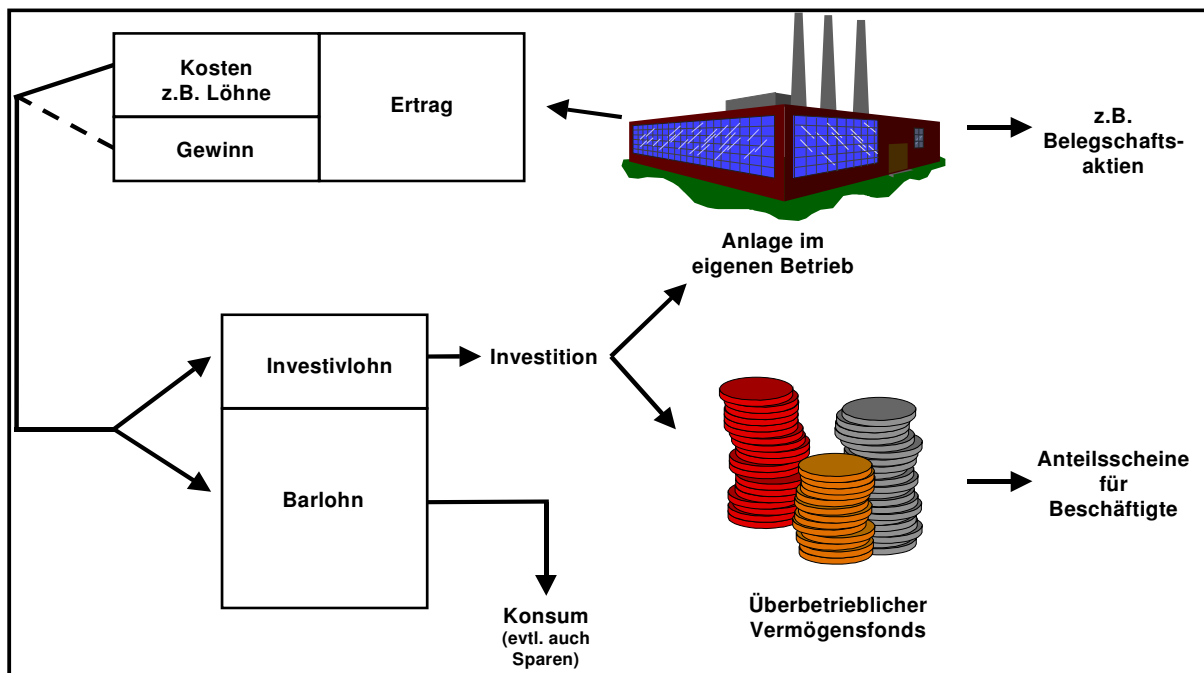 Kosten
z.B. Löhne
Gewinn
Ertrag
z.B.
Belegschafts-
aktien
Anlage im
eigenen Betrieb
Investivlohn
Investition
Barlohn
Anteilsscheine
für
Beschäftigte
Konsum
(evtl. auch
Sparen)
Überbetrieblicher
Vermögensfonds